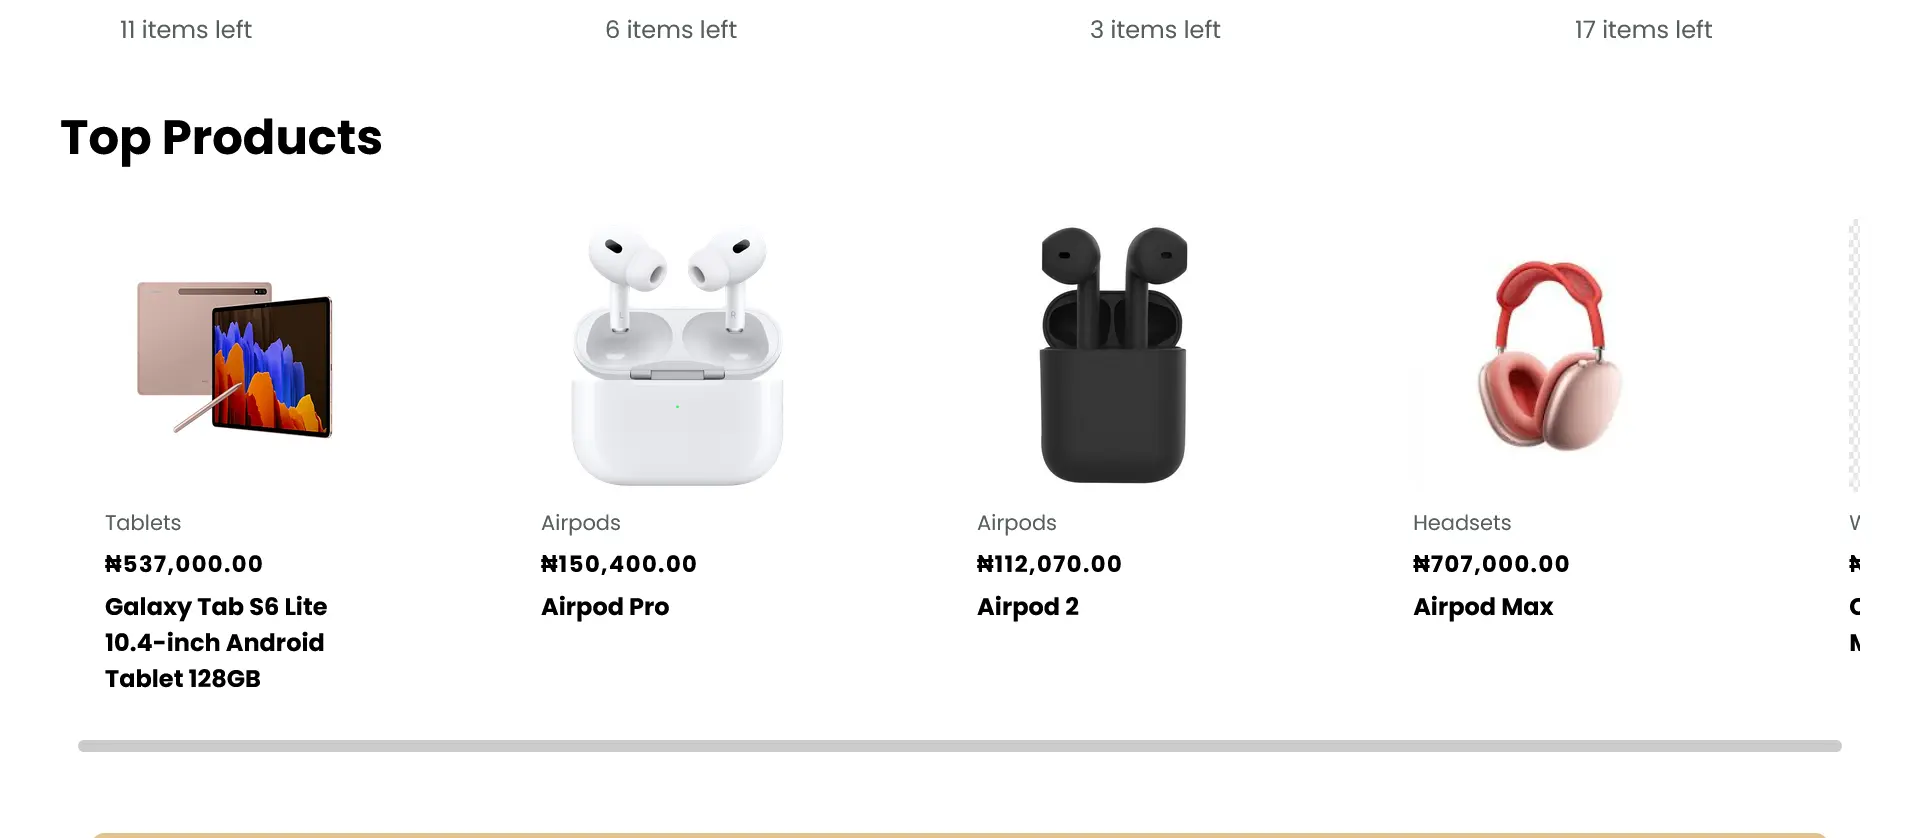 11 items left
6 items left
3 items left
17 items left
Top Products
Tablets
₦537,000.00
Galaxy Tab S6 Lite
10.4-inch Android
Tablet 128GB
Airpods
₦150,400.00
Airpod Pro
Airpods
₦112,070.00
Airpod 2
Headsets
₦707,000.00
Airpod Max